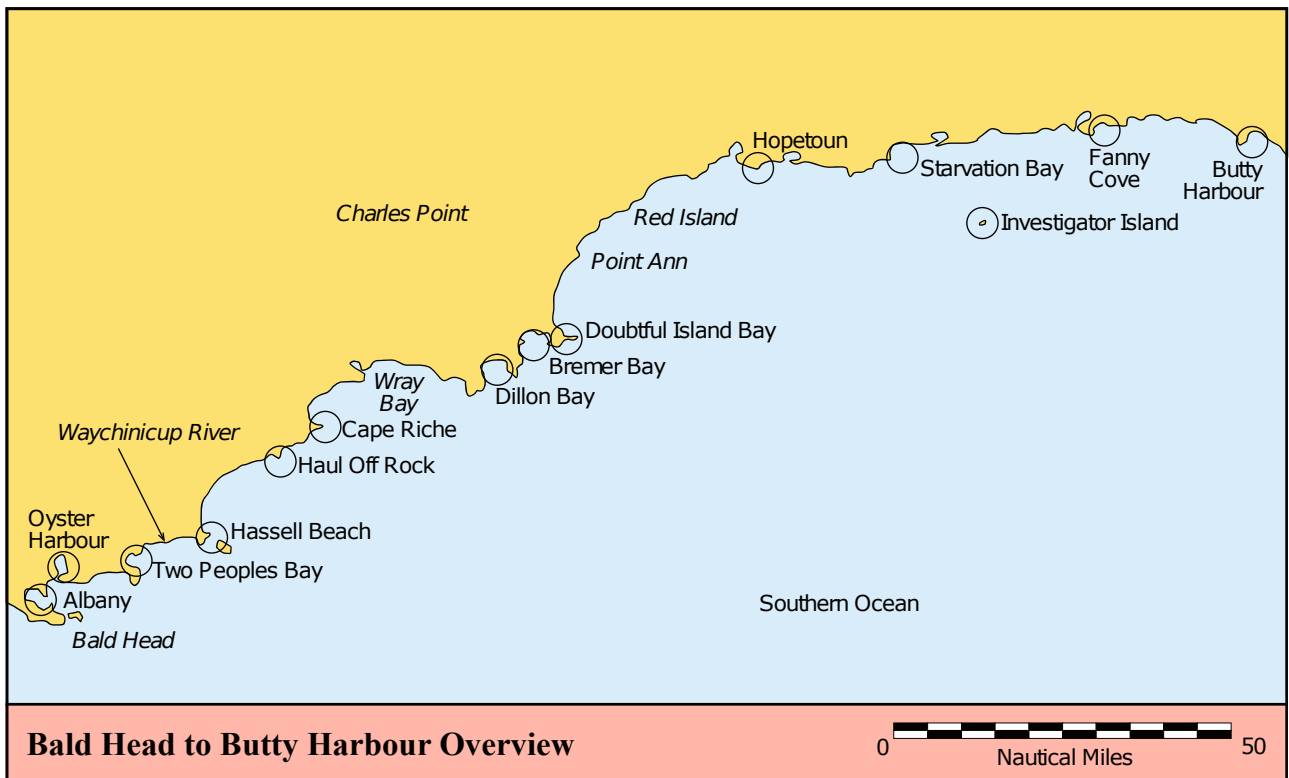 Hopetoun
Starvation Bay
Fanny
Cove
Butty
Harbour
Charles Point
Red Island
Investigator Island
Point Ann
Doubtful Island Bay
Bremer Bay
Wray
Bay
Dillon Bay
Waychinicup River
Cape Riche
Haul Off Rock
Oyster
Harbour
Hassell Beach
Two Peoples Bay
Albany
Southern Ocean
Bald Head
Bald Head to Butty Harbour Overview
0
50
Nautical Miles